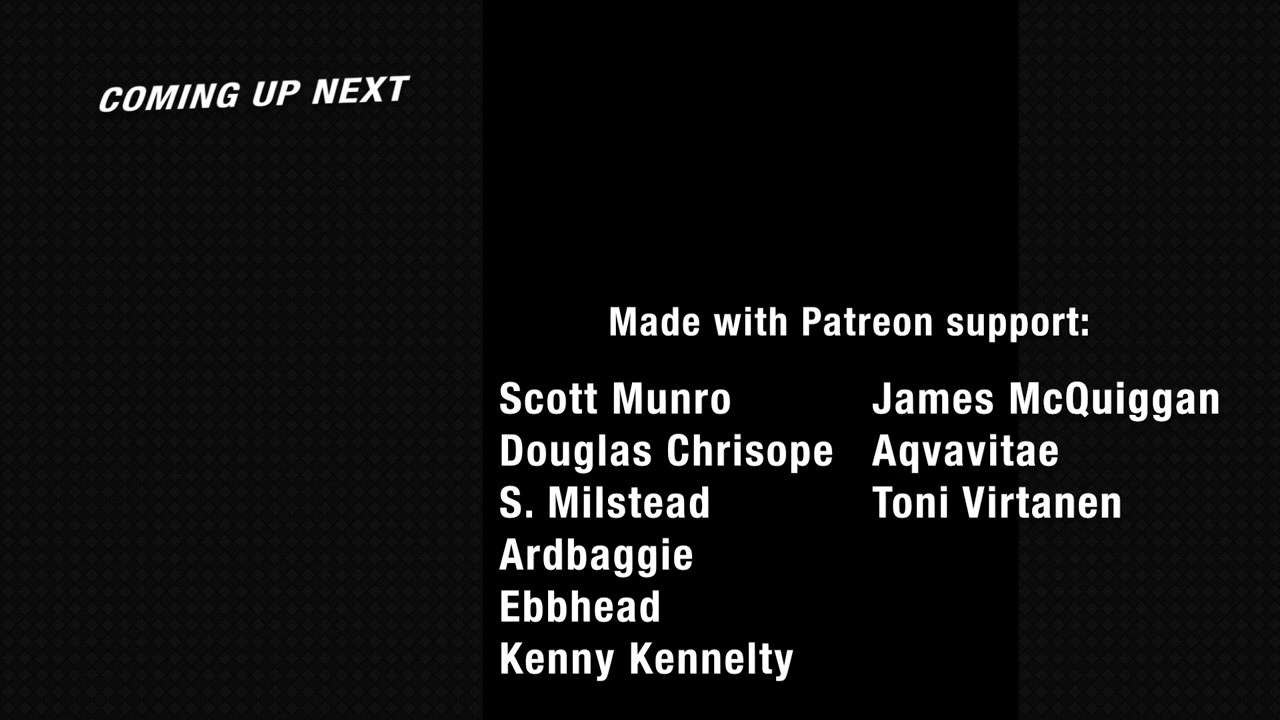 COMING UP NEXT
Made with Patreon support:
Scott Munro
Douglas Chrisope
S. Milstead
Ardbaggie
Ebbhead
Kenny Kennelty
James McQuiggan
Aqvavitae
Toni Virtanen